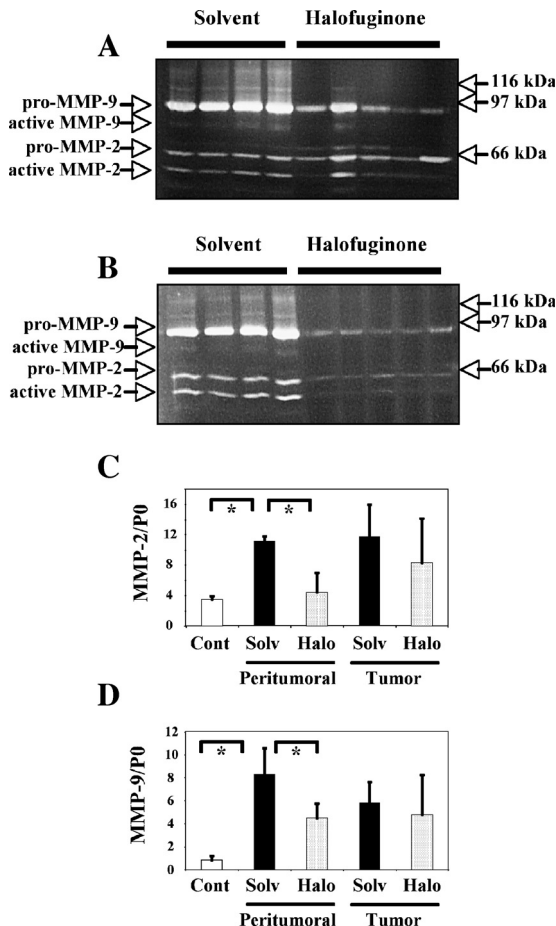 Solvent Halofuginone
A
116 kDa
pro-MMP-9 97 kDa
active MMP-9
pro-MMP-2
66 kDa
active MMP-2
Solvent Halofuginone
B
116 kDa
pro-MMP-9 97 kDa
active MMP-9
pro-MMP-2 66 kDa
active MMP-2
C
16
* *
12
MMP-2/P0
8
4
0
Cont Solv Halo Solv Halo
Peritumoral Tumor
D
12
* *
10
8
MMP-9/P0
6
4
2
0
Cont Solv Halo Solv Halo
Peritumoral Tumor